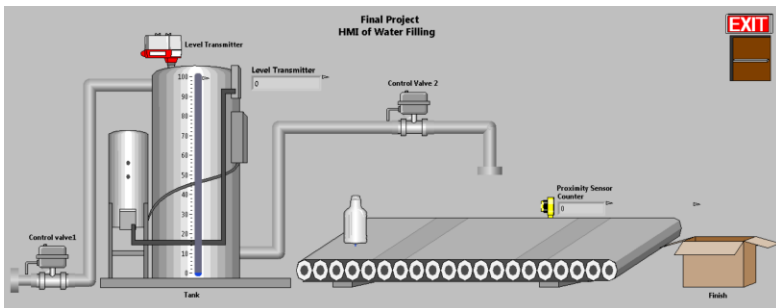 Final Project
HMI of Water Filling
EXIT
Level Transmitter
Level Transmitter
0
100
90
80
70
60
50
40
30
20
10
0
Control Valve 2
Proximity Sensor
Counter
0
Control valve1
Tank
Finish